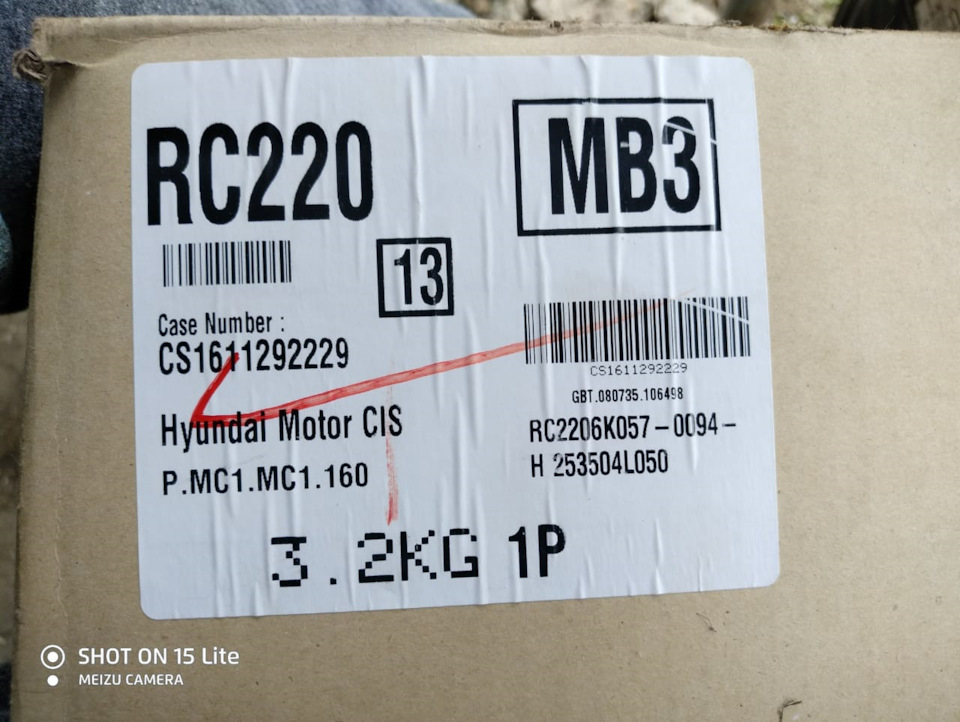 RC220
MB3
13
Case Number :
CS1611292229
CS1611292229
GBT.080735.106498
Hyundai Motor CIS
RC2206K057-0094-
P.MC1.MC1.160
H 253504L050
3.2KG 1P
SHOT ON 15 Lite
MEIZU CAMERA